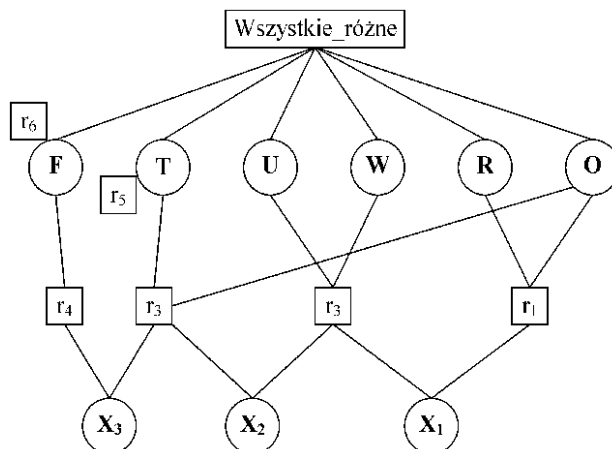 Wszystkie_różne
r₆
F T U W R O
r₅
r₄ r₃ r₃ r₁
X₃ X₂ X₁